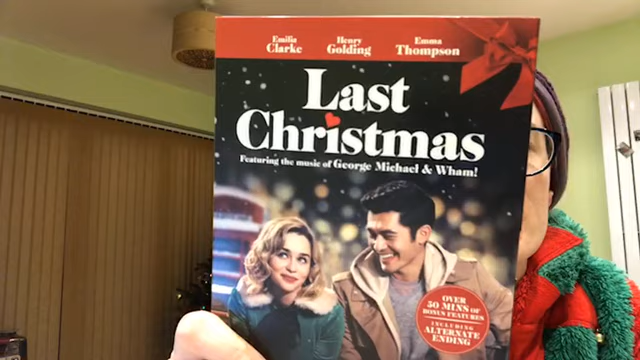 Emilia Henry Emma
Clarke Golding Thompson
Last
Christmas
Featuring the music of George Michael & Wham!
OVER
50 MINS OF
BONUS FEATURES
INCLUDING
ALTERNATE
ENDING